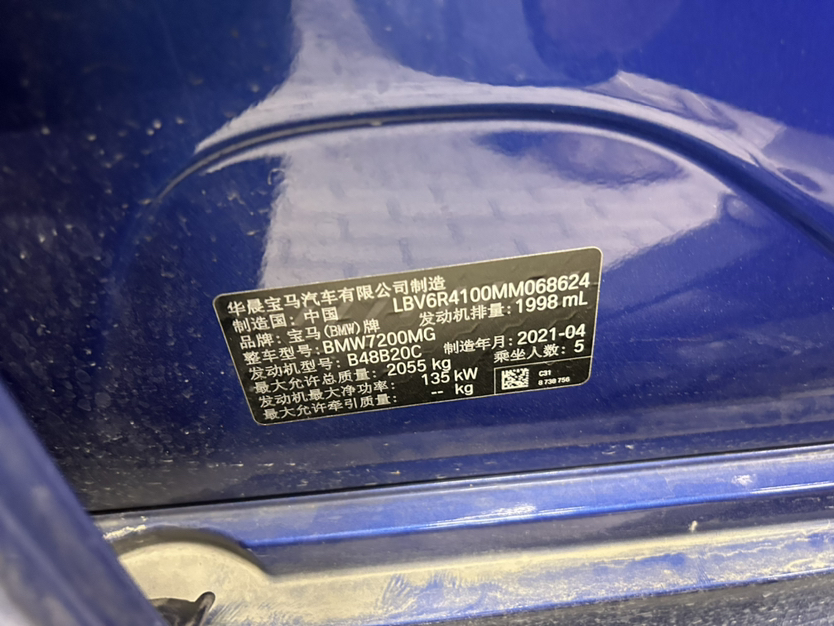 华晨宝马汽车有限公司制造
制造国：中国 LBV6R4100MM068624
品牌：宝马(BMW)牌 发动机排量：1998 mL
整车型号：BMW7200MG
发动机型号：B48B20C 制造年月：2021-04
最大允许总质量：2055 kg 乘坐人数：5
发动机最大净功率：135 kW
最大允许牵引质量：-- kg
C31
8 738 756